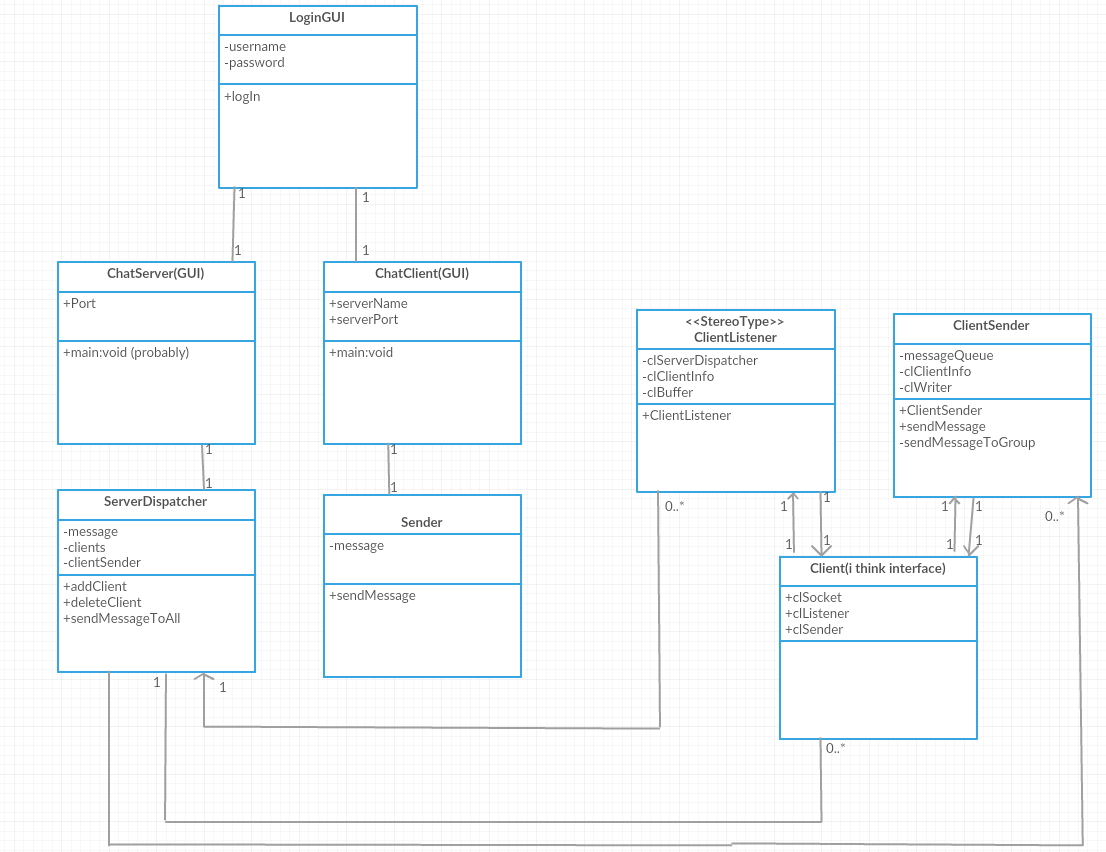 LoginGUI
-username
-password
+logIn
1
1
1
1
ChatServer(GUI)
+Port
+main:void (probably)
ChatClient(GUI)
+serverName
+serverPort
+main:void
<<StereoType>>
ClientListener
-clServerDispatcher
-clClientInfo
-clBuffer
+ClientListener
ClientSender
-messageQueue
-clClientInfo
-clWriter
+ClientSender
+sendMessage
-sendMessageToGroup
1
1
1
1
ServerDispatcher
-message
-clients
-clientSender
+addClient
+deleteClient
+sendMessageToAll
Sender
-message
+sendMessage
0..*
1
1
1
1
1
1
1
1
0..*
Client(i think interface)
+clSocket
+clListener
+clSender
1
1
0..*